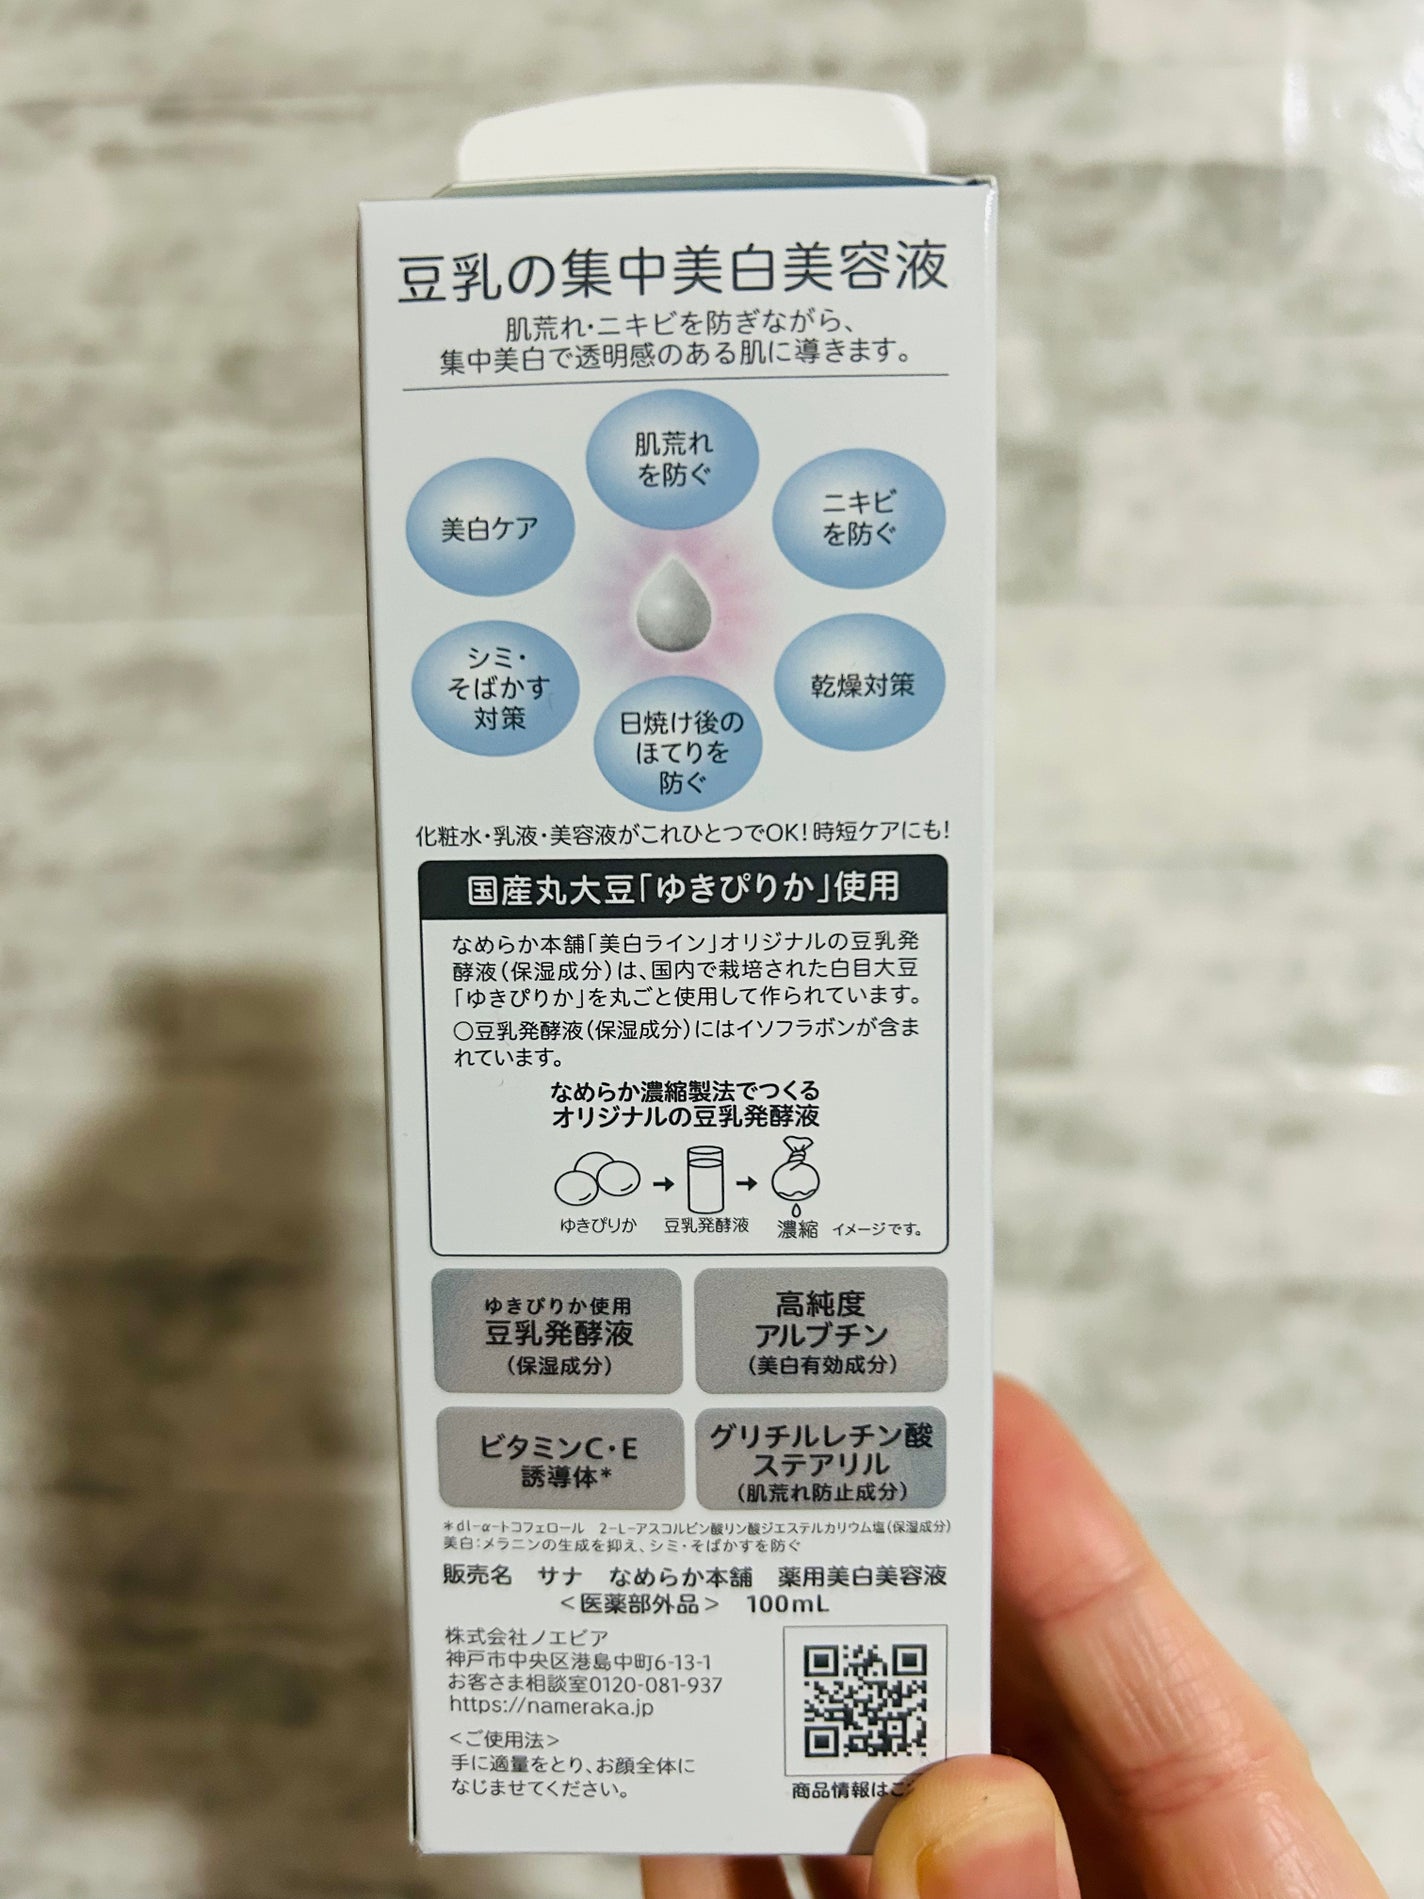 豆乳の集中美白美容液
肌荒れ・ニキビを防ぎながら、
集中美白で透明感のある肌に導きます。
肌荒れ
を防ぐ
美白ケア
ニキビ
を防ぐ
シミ・
そばかす
対策
乾燥対策
日焼け後の
ほてりを
防ぐ
化粧水・乳液・美容液がこれひとつでOK!時短ケアにも!
国産丸大豆「ゆきぴりか」使用
なめらか本舗「美白ライン」オリジナルの豆乳発
酵液(保湿成分)は、国内で栽培された白目大豆
「ゆきぴりか」を丸ごと使用して作られています。
○豆乳発酵液(保湿成分)にはイソフラボンが含ま
れています。
なめらか濃縮製法でつくる
オリジナルの豆乳発酵液
ゆきぴりか 豆乳発酵液 濃縮 イメージです。
ゆきぴりか使用
豆乳発酵液
(保湿成分)
高純度
アルブチン
(美白有効成分)
ビタミンC・E
誘導体*
グリチルレチン酸
ステアリル
(肌荒れ防止成分)
*dl-α-トコフェロール 2-L-アスコルビン酸リン酸ジエステルカリウム塩(保湿成分)
美白:メラニンの生成を抑え、シミ・そばかすを防ぐ
販売名 サナ なめらか本舗 薬用美白美容液
<医薬部外品> 100mL
株式会社ノエビア
神戸市中央区港島中町6-13-1
お客さま相談室0120-081-937
https://nameraka.jp
<ご使用法>
手に適量をとり、お顔全体に
なじませてください。
商品情報はこ